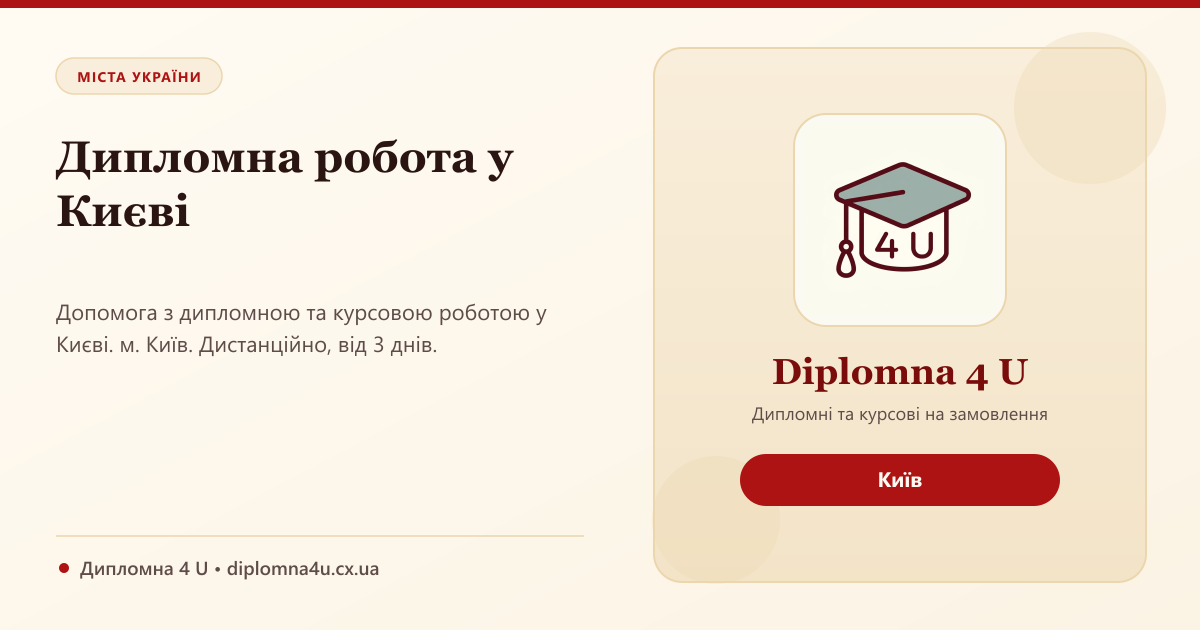 МІСТА УКРАЇНИ
Дипломна робота у
Києві
Допомога з дипломною та курсовою роботою у
Києві. м. Київ. Дистанційно, від 3 днів.
Дипломна 4 U • diplomna4u.cx.ua
4 U
Diplomna 4 U
Дипломні та курсові на замовлення
Київ